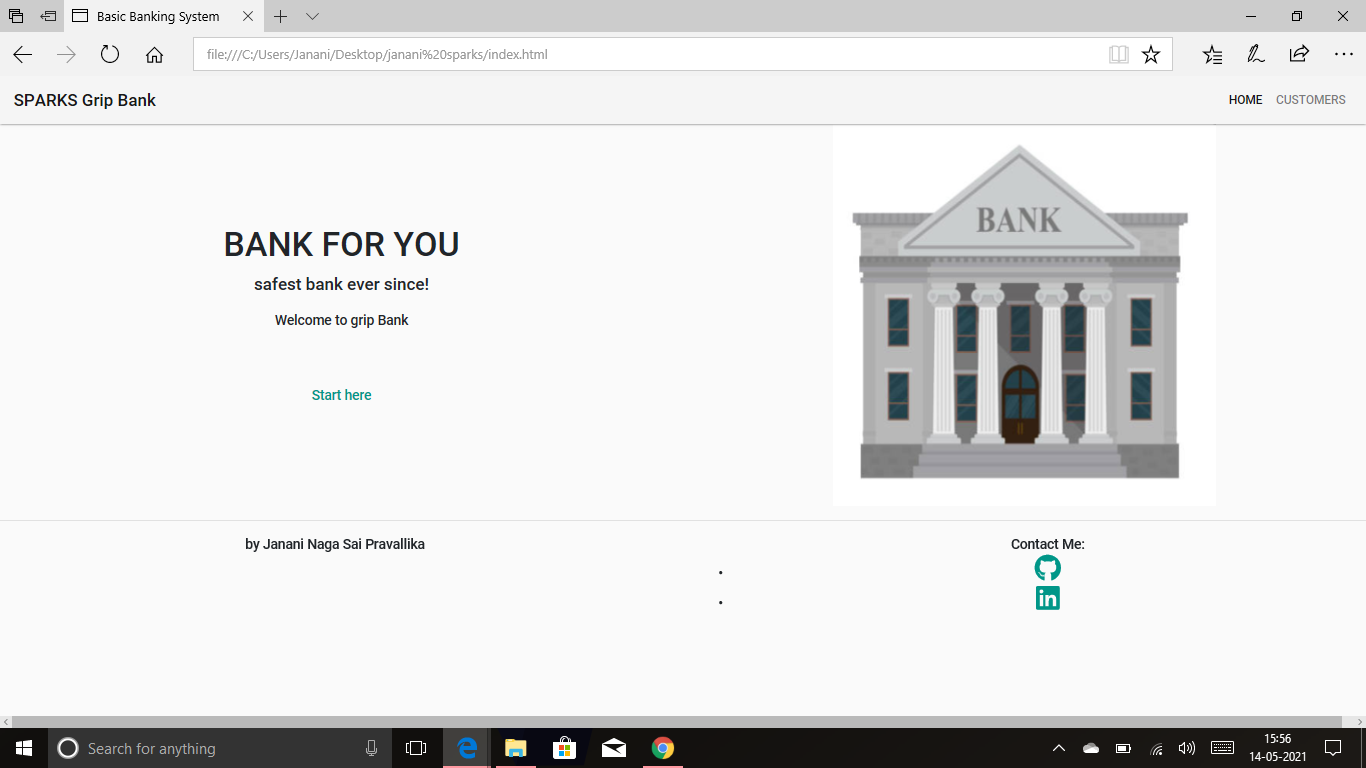 Basic Banking System
file:///C:/Users/Janani/Desktop/janani%20sparks/index.html
SPARKS Grip Bank
HOME CUSTOMERS
BANK
BANK FOR YOU
safest bank ever since!
Welcome to grip Bank
Start here
by Janani Naga Sai Pravallika
Contact Me:
in
Search for anything
15:56
14-05-2021